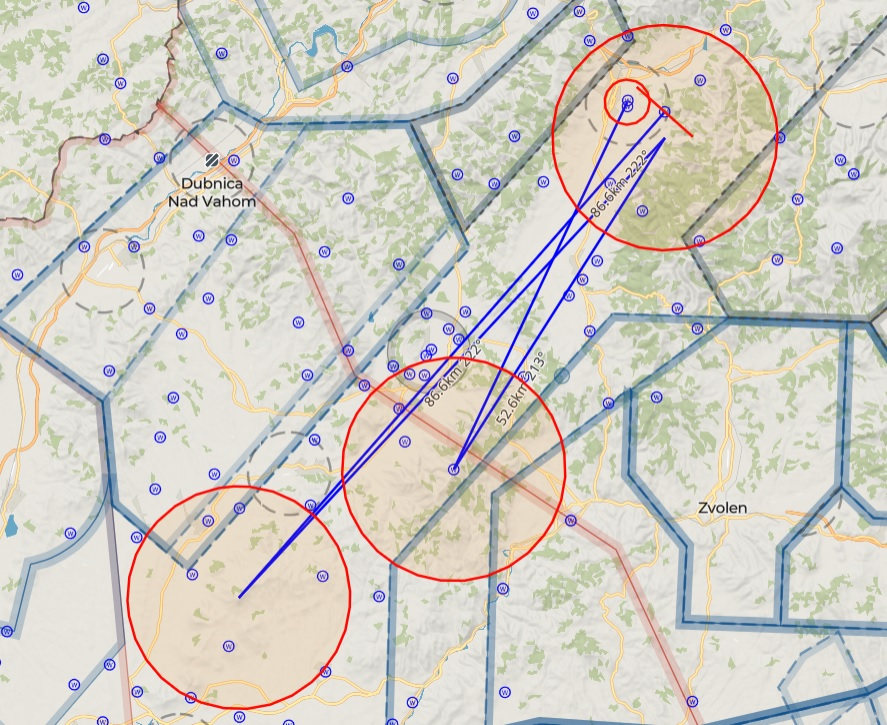 Dubnica
Nad Vahom
86.6km 222°
86.6km 222°
52.6km 213°
Zvolen